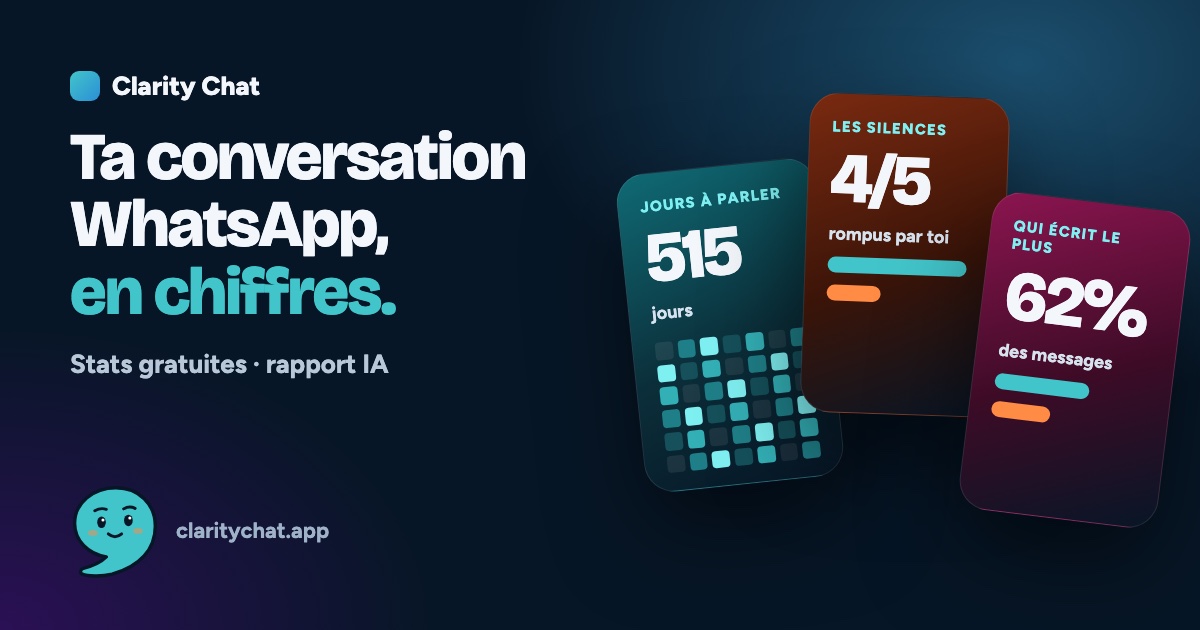 Clarity Chat
Ta conversation
WhatsApp,
en chiffres.
Stats gratuites · rapport IA
claritychat.app
JOURS À PARLER
515
jours
LES SILENCES
4/5
rompus par toi
QUI ÉCRIT LE
PLUS
62%
des messages